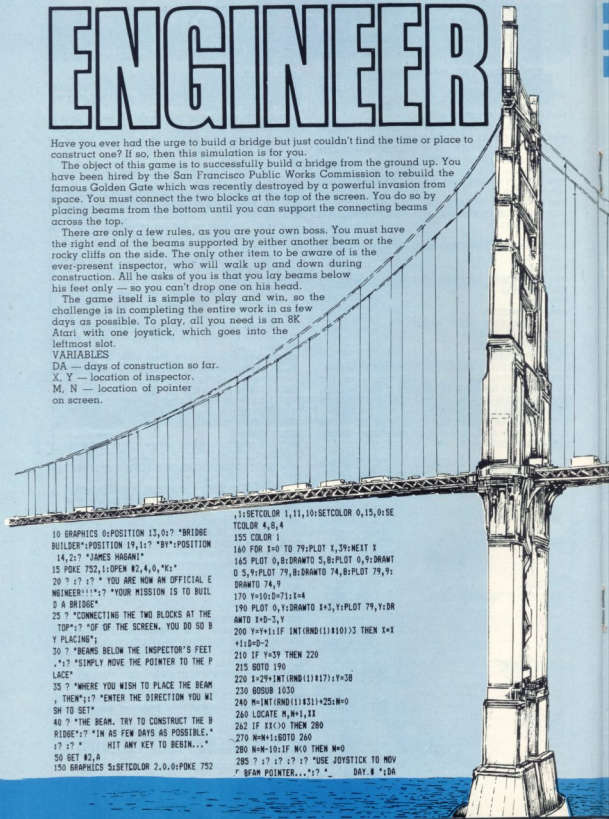 ENGINEER
Have you ever had the urge to build a bridge but just couldn't find the time or place to
construct one? If so, then this simulation is for you.
The object of this game is to successfully build a bridge from the ground up. You
have been hired by the San Francisco Public Works Commission to rebuild the
famous Golden Gate which was recently destroyed by a powerful invasion from
space. You must connect the two blocks at the top of the screen. You do so by
placing beams from the bottom until you can support the connecting beams
across the top.
There are only a few rules, as you are your own boss. You must have
the right end of the beams supported by either another beam or the
rocky cliffs on the side. The only other item to be aware of is the
ever-present inspector, who will walk up and down during
construction. All he asks of you is that you lay beams below
his feet only — so you can't drop one on his head.
The game itself is simple to play and win, so the
challenge is in completing the entire work in as few
days as possible. To play, all you need is an 8K
Atari with one joystick, which goes into the
leftmost slot.
VARIABLES
DA — days of construction so far.
X, Y — location of inspector.
M, N — location of pointer
on screen.
10 GRAPHICS 0:POSITION 13,0:? "BRIDGE
BUILDER":POSITION 19,1:? "BY":POSITION
14,2:? "JAMES HAGANI"
15 POKE 752,1:OPEN #2,4,0,"K:"
20 ? :? :? " YOU ARE NOW AN OFFICIAL E
NGINEER!!!":? "YOUR MISSION IS TO BUIL
D A BRIDGE"
25 ? "CONNECTING THE TWO BLOCKS AT THE
TOP":? "OF OF THE SCREEN. YOU DO SO B
Y PLACING";
30 ? "BEAMS BELOW THE INSPECTOR'S FEET
.":? "SIMPLY MOVE THE POINTER TO THE P
LACE"
35 ? "WHERE YOU WISH TO PLACE THE BEAM
, THEN";:? "ENTER THE DIRECTION YOU WI
SH TO SET"
40 ? "THE BEAM. TRY TO CONSTRUCT THE B
RIDGE":? "IN AS FEW DAYS AS POSSIBLE."
:? :? " HIT ANY KEY TO BEGIN..."
50 GET #2,A
150 GRAPHICS 5:SETCOLOR 2,0,0:POKE 752
,1:SETCOLOR 1,11,10:SETCOLOR 0,15,0:SE
TCOLOR 4,8,4
155 COLOR 1
160 FOR X=0 TO 79:PLOT X,39:NEXT X
165 PLOT 0,8:DRAWTO 5,8:PLOT 0,9:DRAWT
O 5,9:PLOT 79,8:DRAWTO 74,8:PLOT 79,9:
DRAWTO 74,9
170 Y=10:D=71:X=4
190 PLOT 0,Y:DRAWTO X+3,Y:PLOT 79,Y:DR
AWTO X+D-3,Y
200 Y=Y+1:IF INT(RND(1)*10)>3 THEN X=X
+1:D=D-2
210 IF Y=39 THEN 220
215 GOTO 190
220 X=29+INT(RND(1)*17):Y=38
230 GOSUB 1030
240 M=INT(RND(1)*31)+25:N=0
260 LOCATE M,N+1,XX
262 IF XX<>0 THEN 280
270 N=N+1:GOTO 260
280 N=N-10:IF N<0 THEN N=0
285 ? :? :? :? :? "USE JOYSTICK TO MOV
E BEAM POINTER...":? "_ DAY.# ";DA